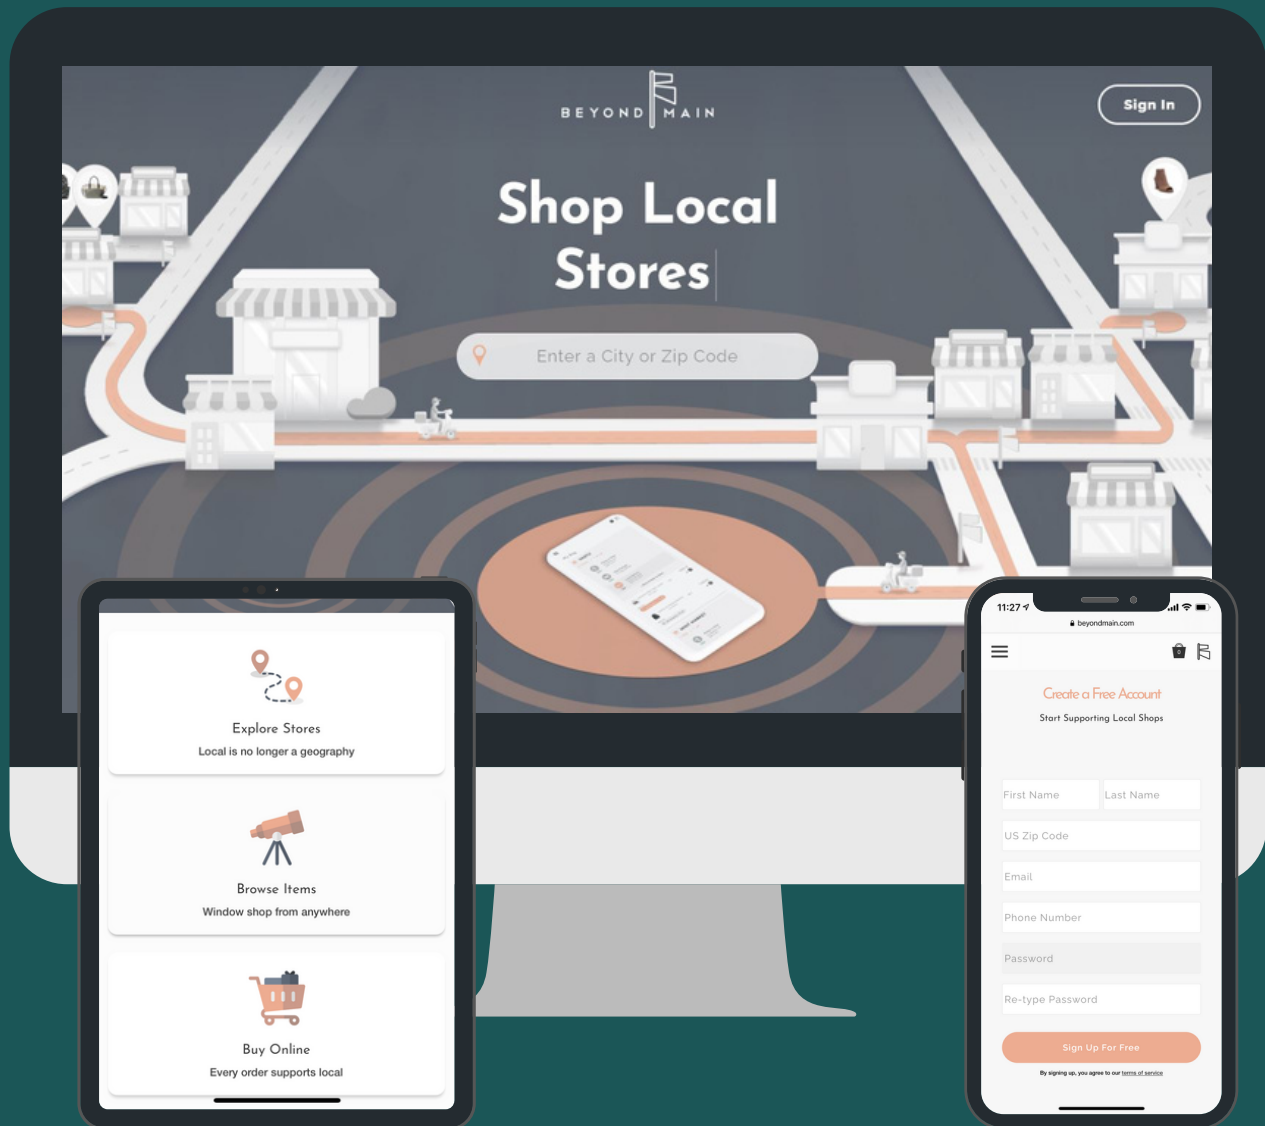 BEYOND MAIN
Sign In
Shop Local
Stores
Enter a City or Zip Code
Explore Stores
Local is no longer a geography
Browse Items
Window shop from anywhere
Buy Online
Every order supports local
11:27
beyondmain.com
0
Create a Free Account
Start Supporting Local Shops
First Name Last Name
US Zip Code
Email
Phone Number
Password
Re-type Password
Sign Up For Free
By signing up, you agree to our terms of service